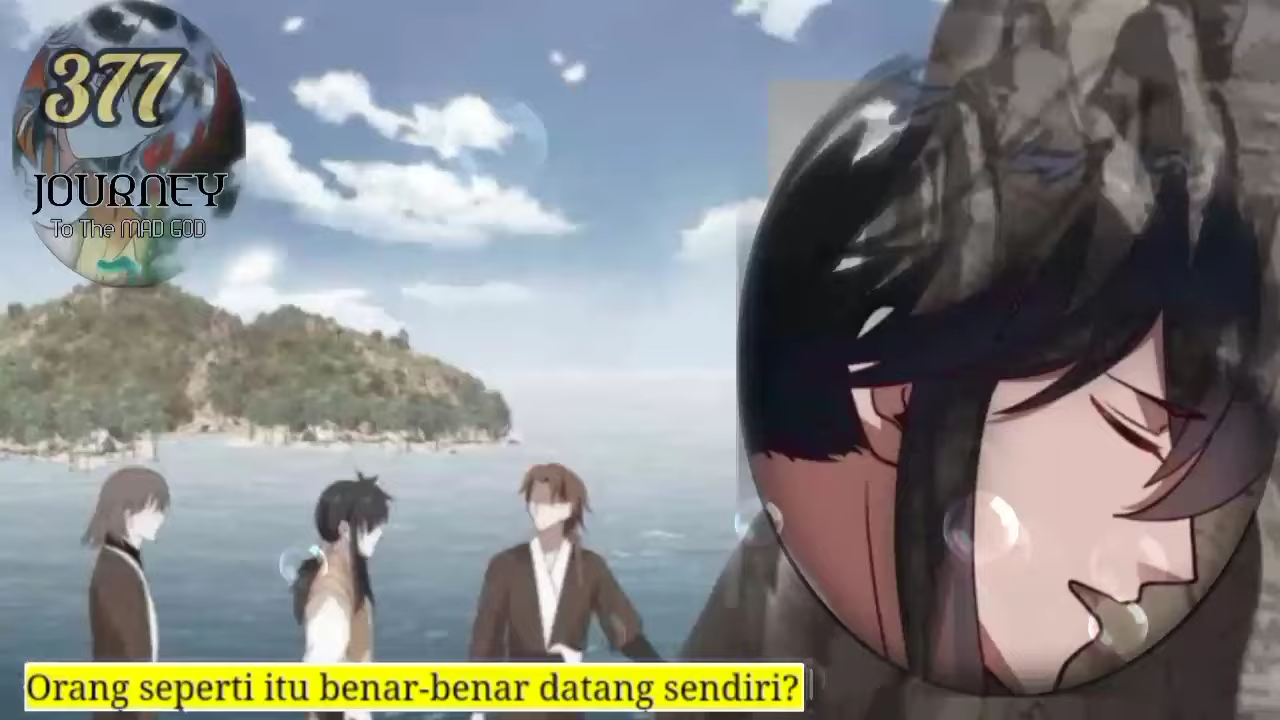 377
JOURNEY
To The MAD GOD
Orang seperti itu benar-benar datang sendiri?